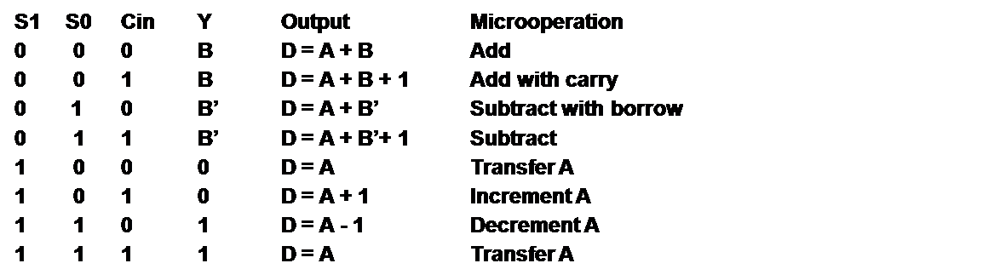 S1 S0 Cin Y Output Microoperation
0 0 0 B D = A + B Add
0 0 1 B D = A + B + 1 Add with carry
0 1 0 B’ D = A + B’ Subtract with borrow
0 1 1 B’ D = A + B’+ 1 Subtract
1 0 0 0 D = A Transfer A
1 0 1 0 D = A + 1 Increment A
1 1 0 1 D = A - 1 Decrement A
1 1 1 1 D = A Transfer A